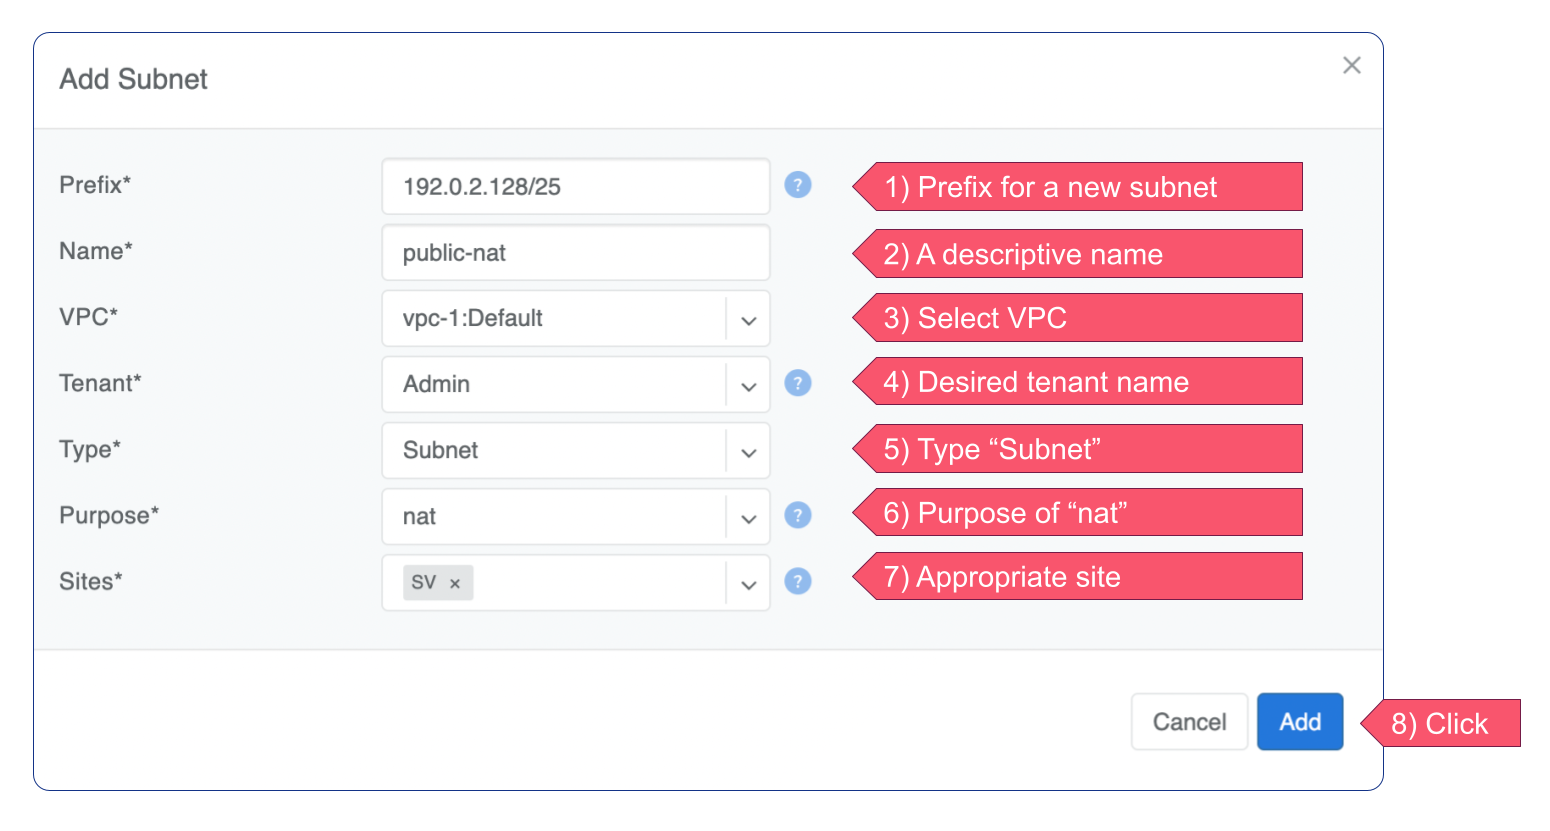 Add Subnet ×
Prefix* 192.0.2.128/25 ? 1) Prefix for a new subnet
Name* public-nat 2) A descriptive name
VPC* vpc-1:Default 3) Select VPC
Tenant* Admin ? 4) Desired tenant name
Type* Subnet 5) Type “Subnet”
Purpose* nat ? 6) Purpose of “nat”
Sites* SV × ? 7) Appropriate site
Cancel Add 8) Click